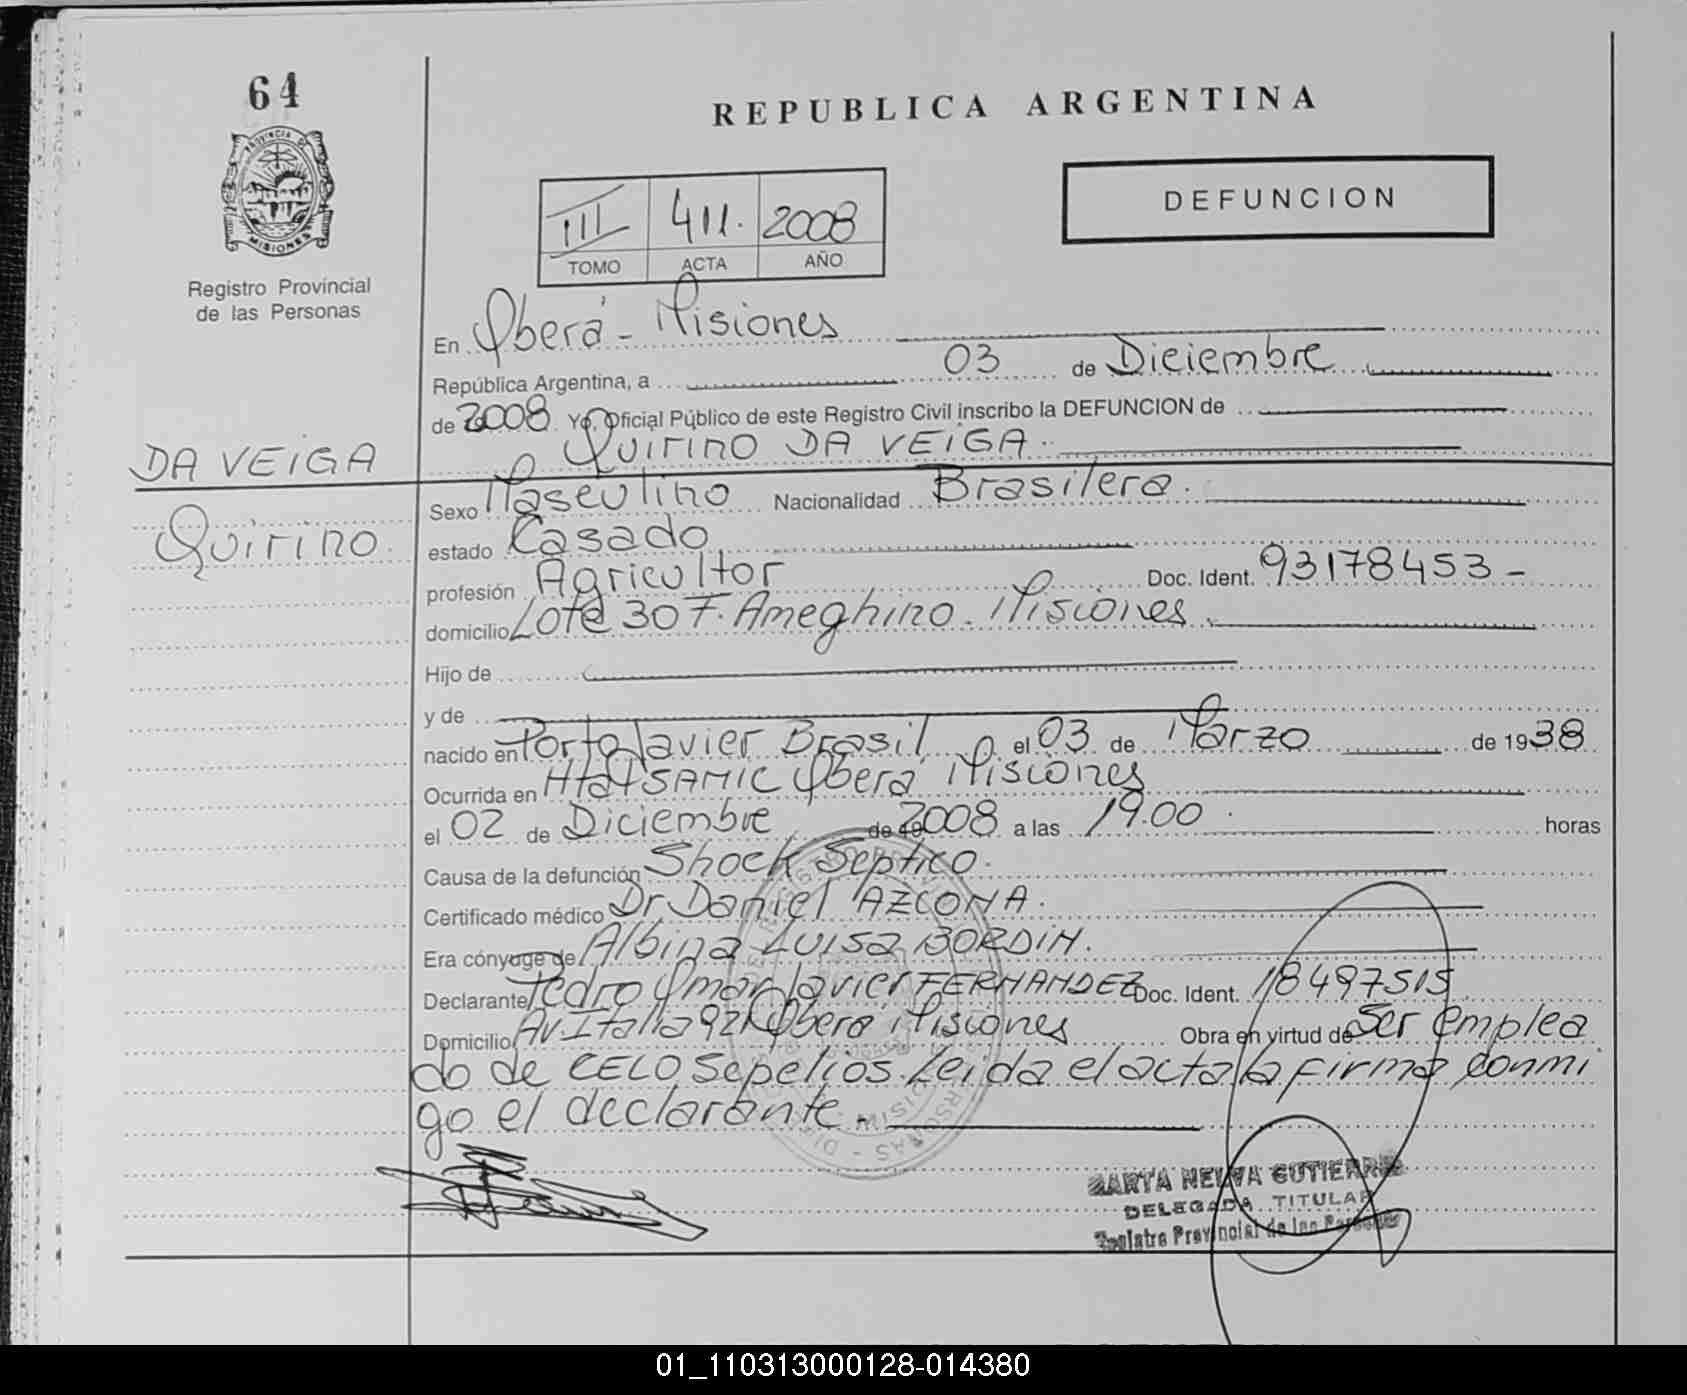 64
REPUBLICA ARGENTINA
PROVINCIA DE
MISIONES
Registro Provincial
de las Personas
DEFUNCION
III 411. 2008
TOMO ACTA AÑO
En Oberá - Misiones
República Argentina, a 03 de Diciembre
de 2008 Yo, Oficial Público de este Registro Civil inscribo la DEFUNCION de
Quirino DA VEIGA
DA VEIGA
Quirino
Sexo Masculino Nacionalidad Brasilera.
estado Casado
profesión Agricultor Doc. Ident. 93178453-
domicilio Lote 30 F. Ameghino. Misiones
Hijo de
y de
nacido en Porto Javier Brasil el 03 de Marzo de 1938
Ocurrida en SAMIC Oberá Misiones
el 02 de Diciembre de 19 2008 a las 19.00 horas
Causa de la defunción Shock Septico.
Certificado médico Dr Daniel AZCONA.
Era cónyuge de Albina Luisa BORDIN.
Declarante Pedro Omar Javier FERNANDEZ Doc. Ident. 18497515
Domicilio Av. Italia 921 Oberá Misiones Obra en virtud de Ser emplea
do de CELO Sepelios. Leida el acta la firma conmi
go el declarante.-
MARTA NELVA GUTIERREZ
DELEGADA TITULAR
Registro Provincial de las Personas
01_110313000128-014380